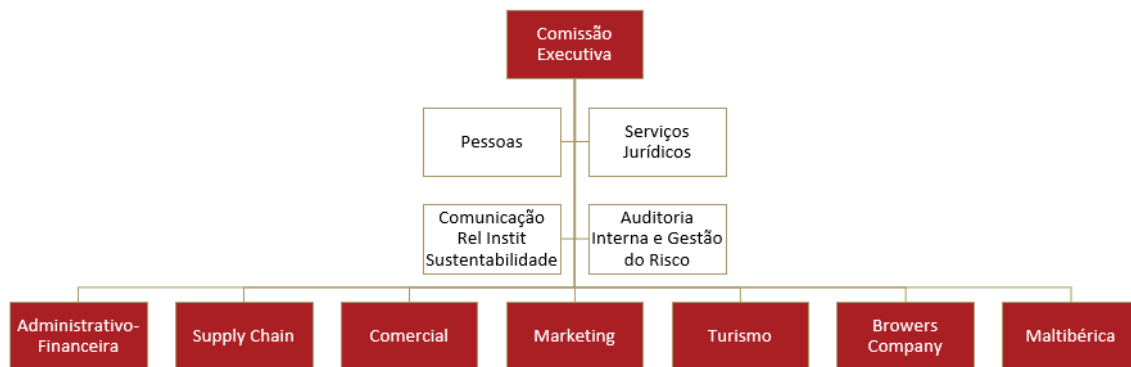 Comissão
Executiva
Pessoas
Serviços
Jurídicos
Comunicação
Rel Instit
Sustentabilidade
Auditoria
Interna e Gestão
do Risco
Administrativo-
Financeira
Supply Chain
Comercial
Marketing
Turismo
Browers
Company
Maltibérica